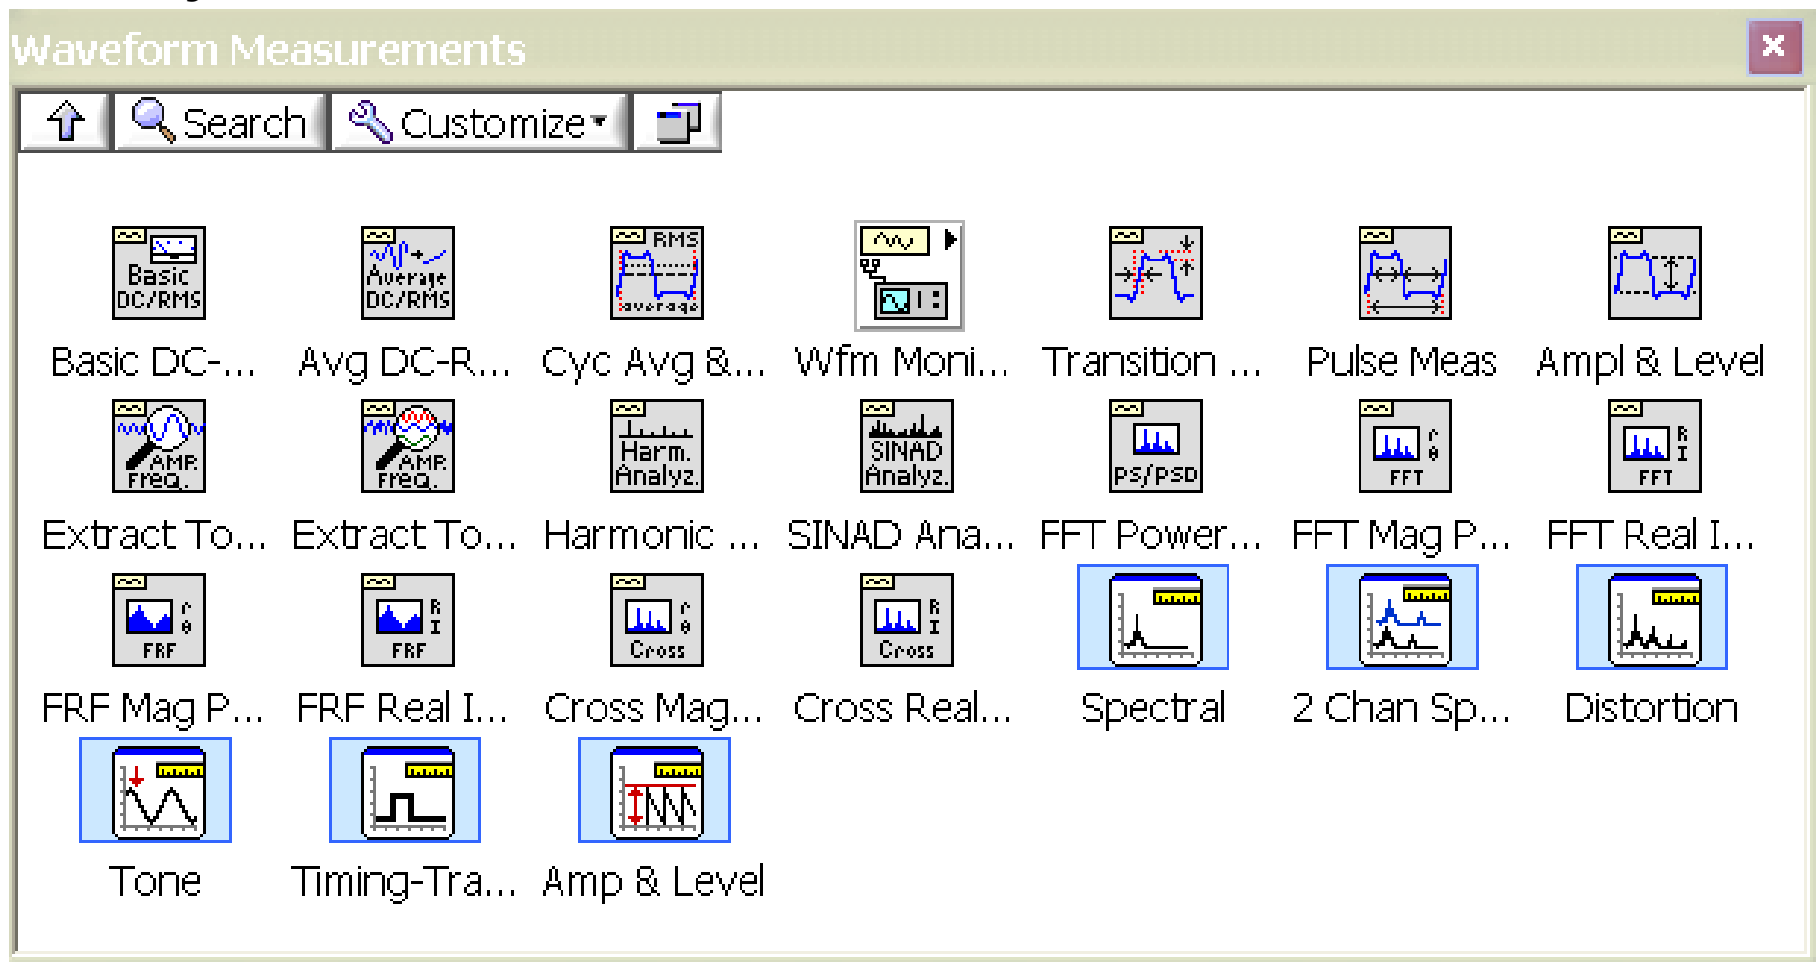 Waveform Measurements
Search Customize
Basic DC/RMS
Average DC/RMS
RMS average
Basic DC-... Avg DC-R... Cyc Avg &... Wfm Moni... Transition ... Pulse Meas Ampl & Level
AMP. Freq.
AMP. Freq.
Harm. Analyz.
SINAD Analyz.
PS/PSD
FFT
R I FFT
Extract To... Extract To... Harmonic ... SINAD Ana... FFT Power... FFT Mag P... FFT Real I...
FRF
R I FRF
Cross
R I Cross
FRF Mag P... FRF Real I... Cross Mag... Cross Real... Spectral 2 Chan Sp... Distortion
Tone Timing-Tra... Amp & Level